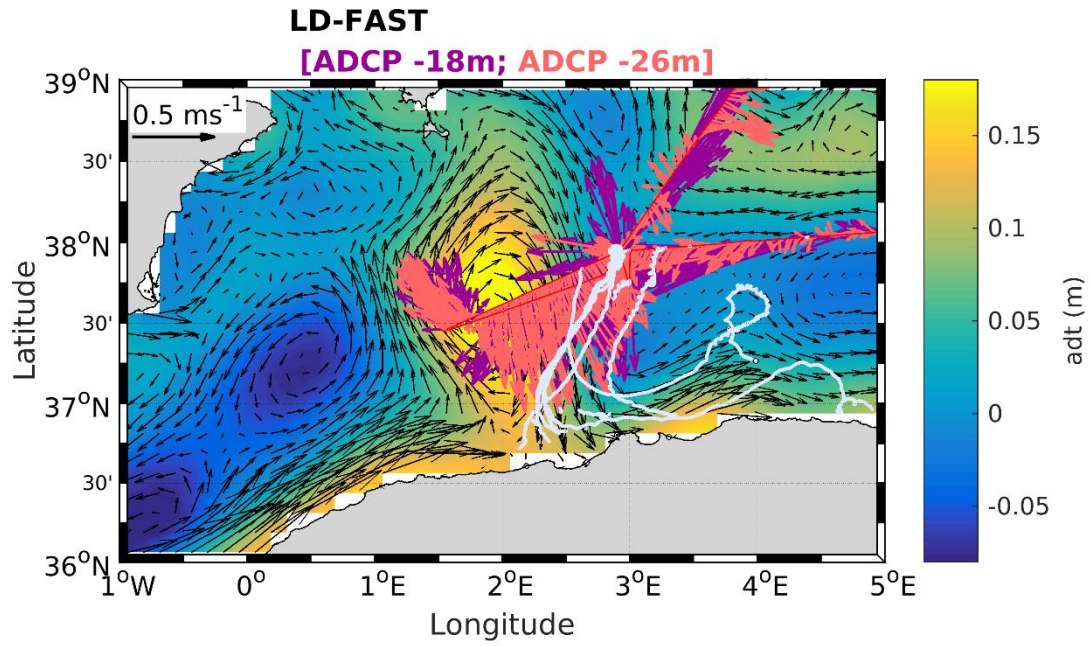 LD-FAST
[ADCP -18m; ADCP -26m]
39°N
0.5 ms⁻¹
30'
38°N
30'
37°N
30'
36°N
1°W
0°
1°E
2°E
3°E
4°E
5°E
Latitude
Longitude
0.15
0.1
0.05
0
-0.05
adt (m)